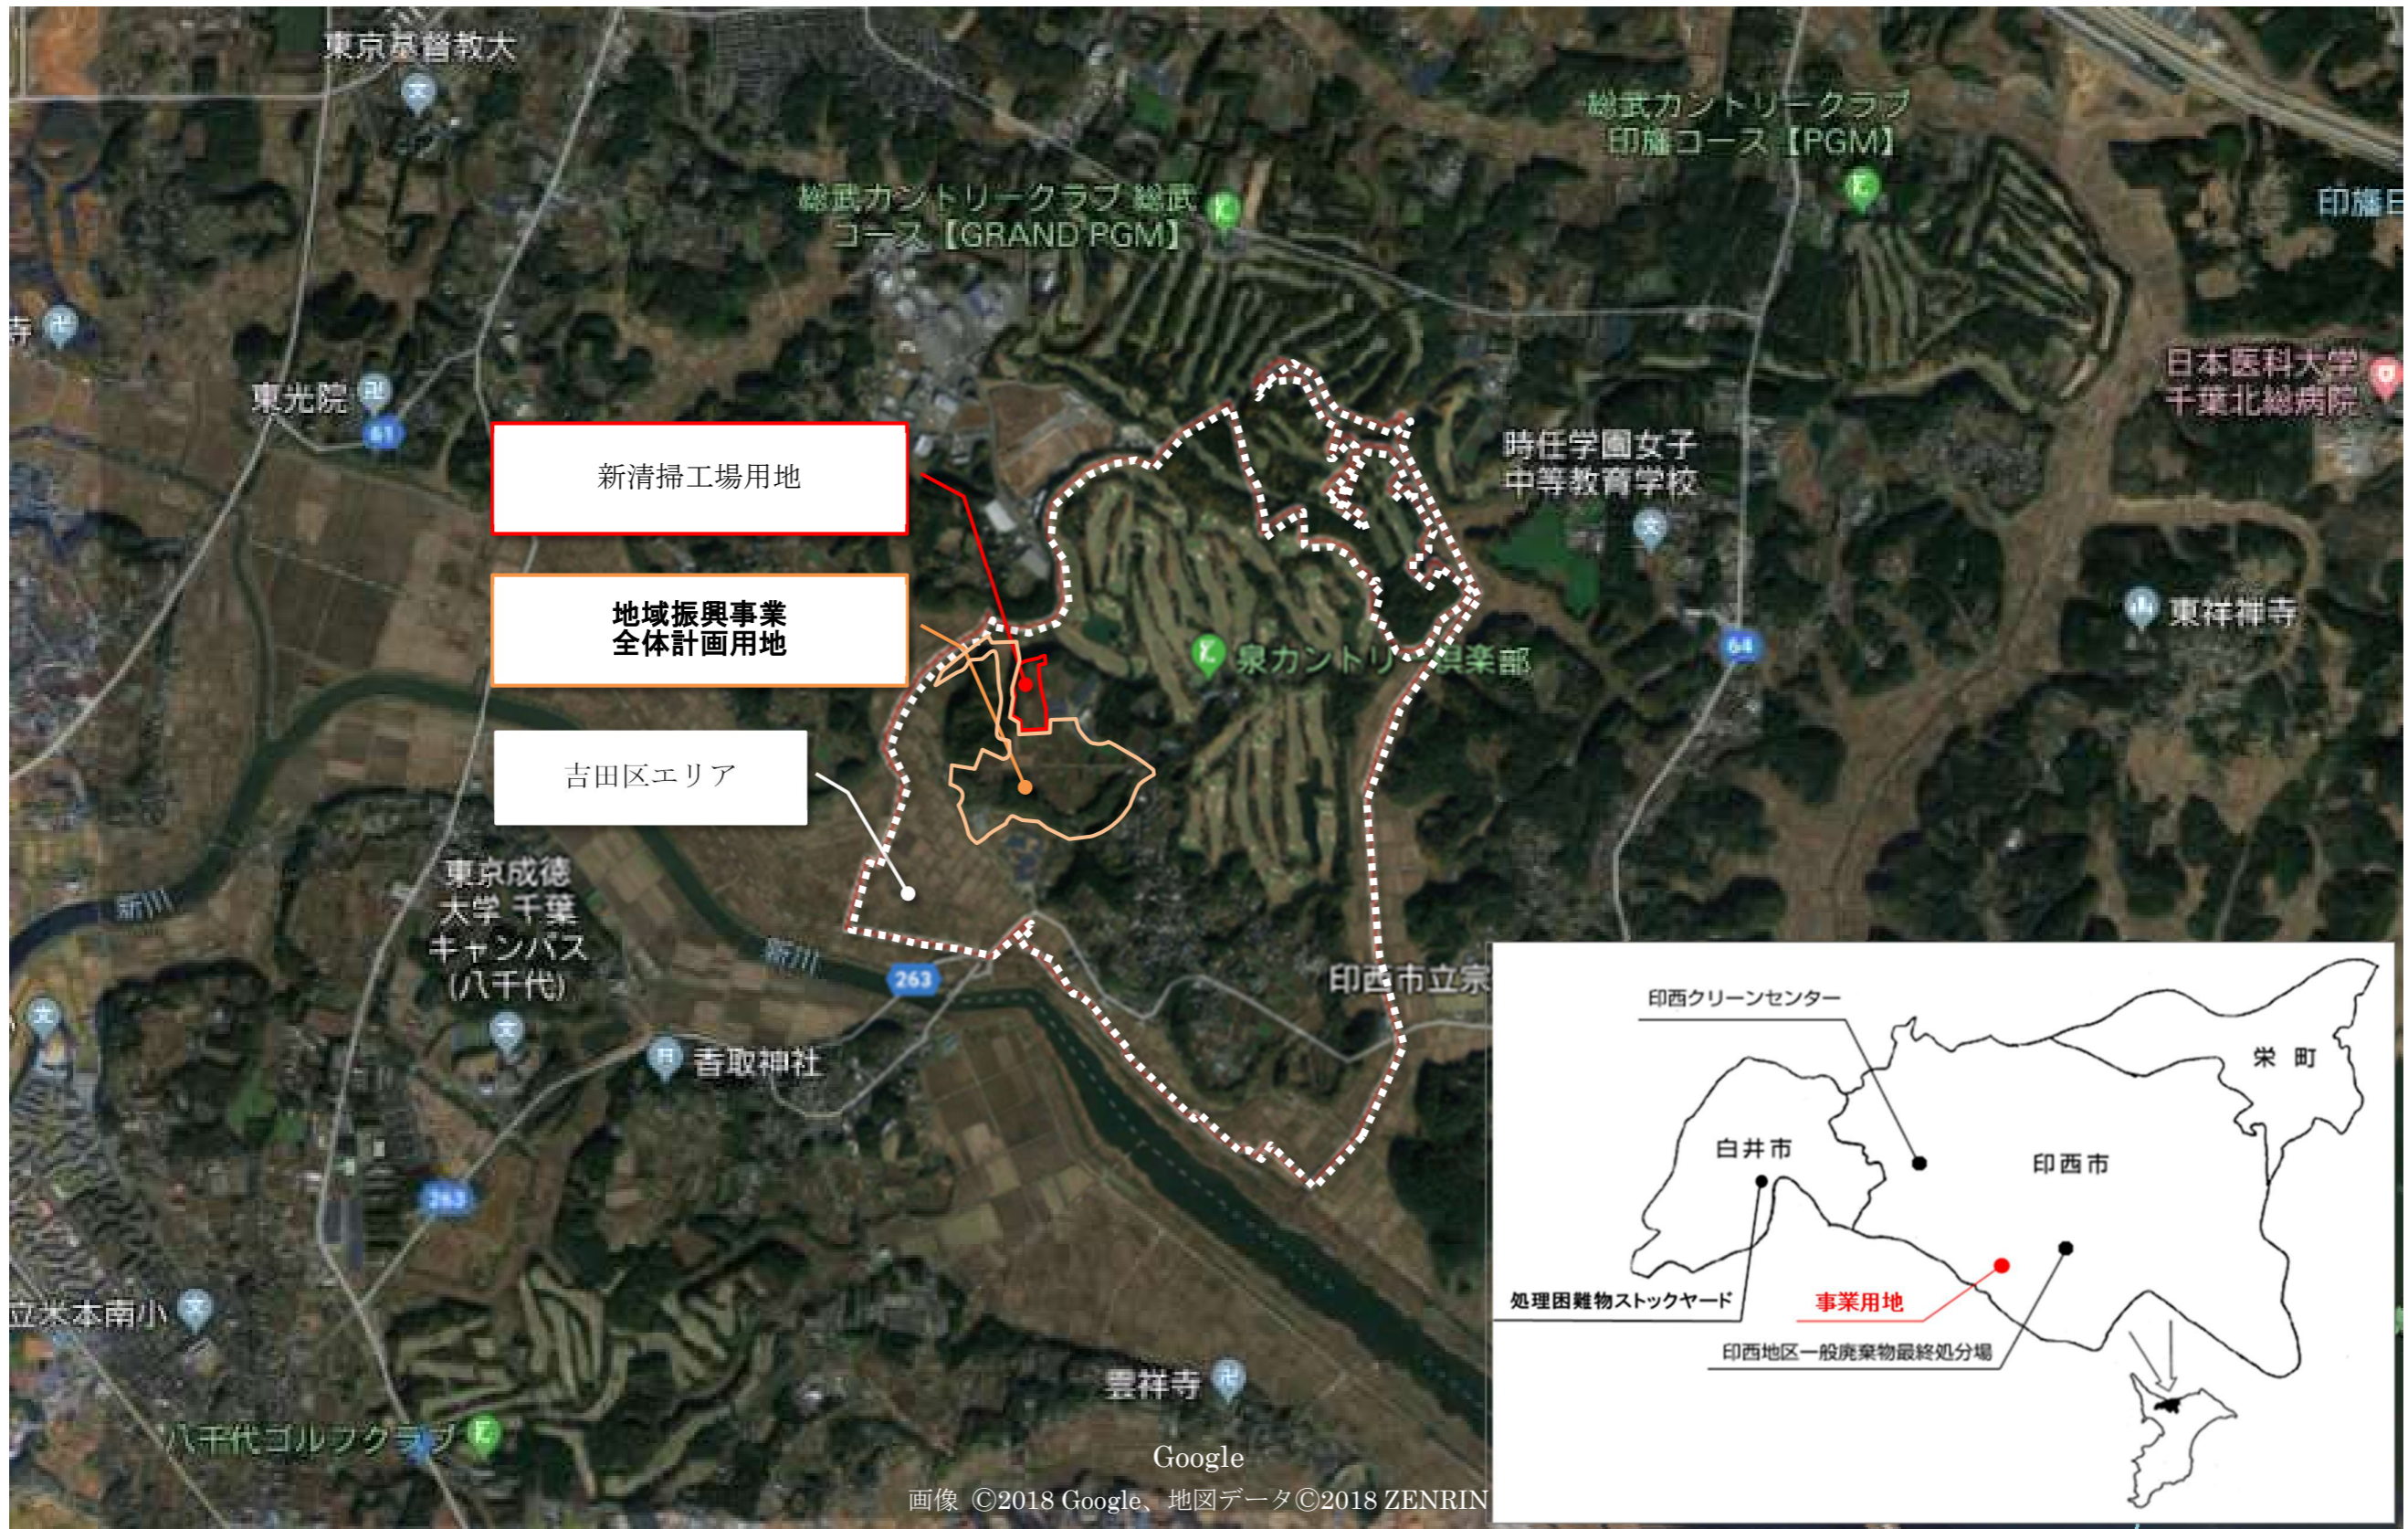 東京基督教大
総武カントリークラブ
印旛コース【PGM】
総武カントリークラブ 総武
コース【GRAND PGM】
印旛日
寺
東光院
61
日本医科大学
千葉北総病院
時任学園女子
中等教育学校
新清掃工場用地
地域振興事業
全体計画用地
東祥禅寺
64
泉カントリー倶楽部
吉田区エリア
東京成徳
大学 千葉
キャンパス
(八千代)
新川
新川
263
印西市立宗
香取神社
263
立米本南小
八千代ゴルフクラブ
豊祥寺
印西クリーンセンター
栄町
白井市
印西市
処理困難物ストックヤード
事業用地
印西地区一般廃棄物最終処分場
Google
画像 ©2018 Google、地図データ©2018 ZENRIN